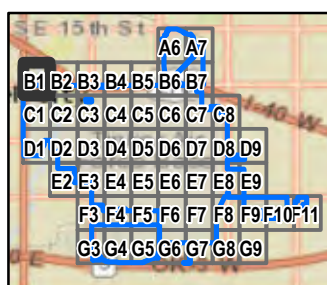 SE 15th St
A6 A7
B1 B2 B3 B4 B5 B6 B7
I-40 W
C1 C2 C3 C4 C5 C6 C7 C8
D1 D2 D3 D4 D5 D6 D7 D8 D9
E2 E3 E4 E5 E6 E7 E8 E9
F3 F4 F5 F6 F7 F8 F9 F10 F11
G3 G4 G5 G6 G7 G8 G9